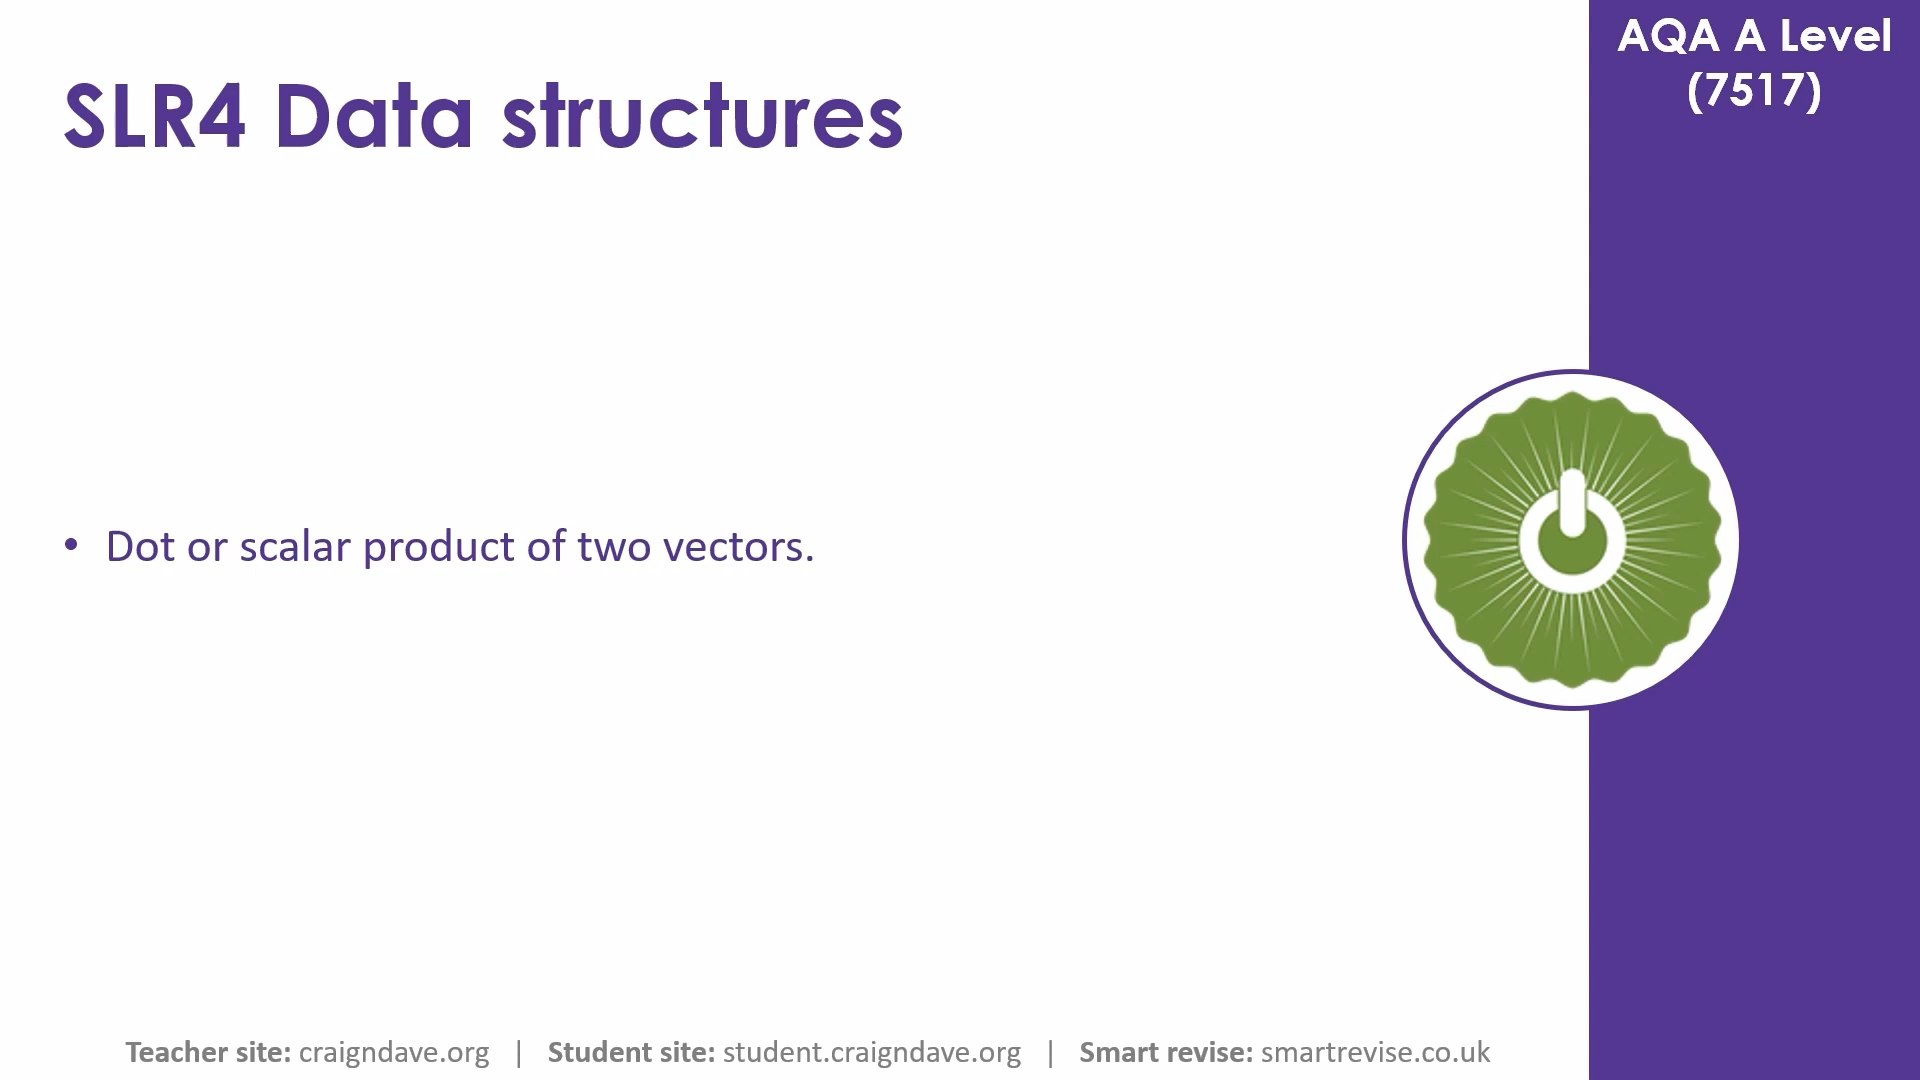 AQA A Level
(7517)
SLR4 Data structures
• Dot or scalar product of two vectors.
Teacher site: craigndave.org | Student site: student.craigndave.org | Smart revise: smartrevise.co.uk